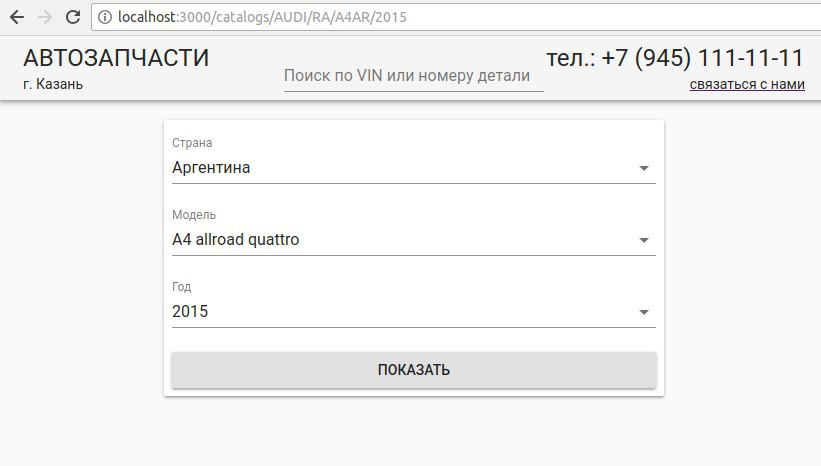 localhost:3000/catalogs/AUDI/RA/A4AR/2015
АВТОЗАПЧАСТИ
г. Казань
Поиск по VIN или номеру детали
тел.: +7 (945) 111-11-11
связаться с нами
Страна
Аргентина
Модель
A4 allroad quattro
Год
2015
ПОКАЗАТЬ